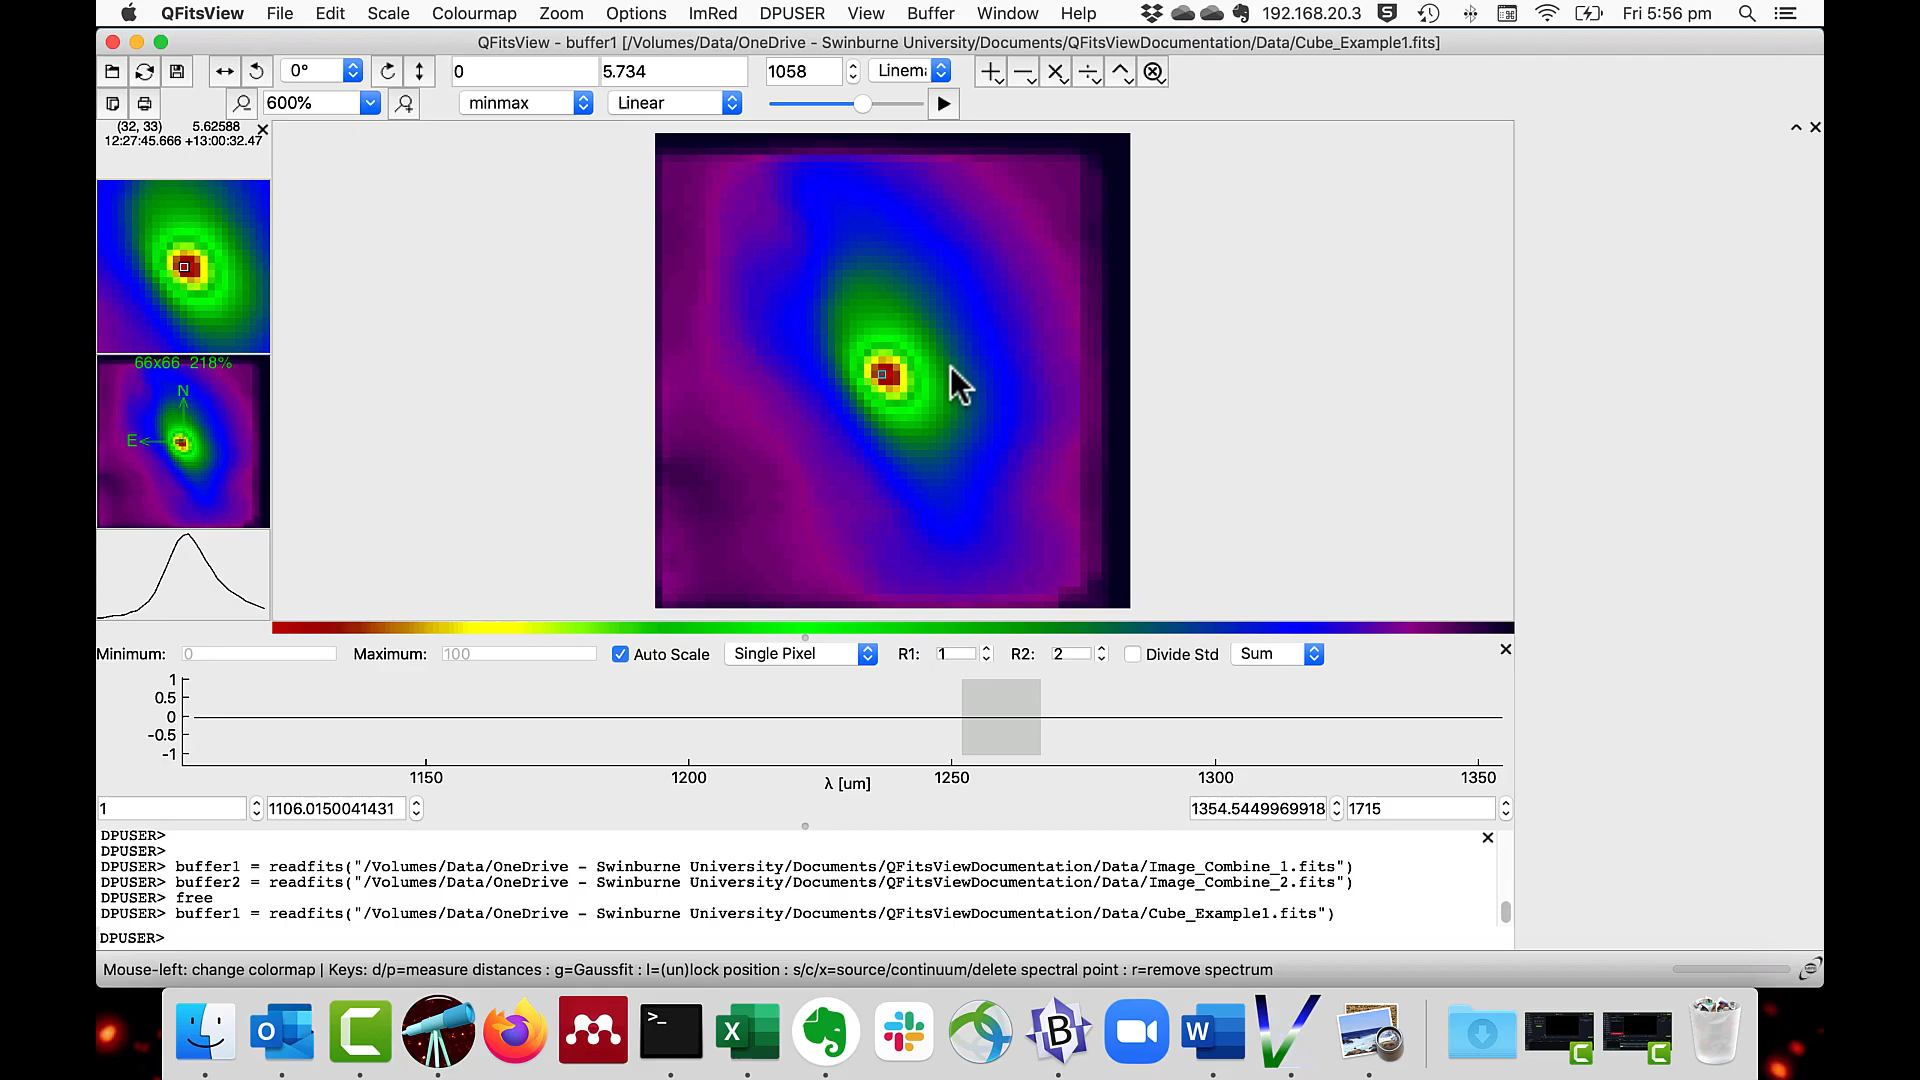 QFitsView File Edit Scale Colourmap Zoom Options ImRed DPUSER View Buffer Window Help 192.168.20.3 Fri 5:56 pm
QFitsView - buffer1 [/Volumes/Data/OneDrive - Swinburne University/Documents/QFitsViewDocumentation/Data/Cube_Example1.fits]
0° 0 5.734 1058 Linema
600% minmax Linear
(32, 33) 5.62588
12:27:45.666 +13:00:32.47
66x66 218%
N
E
Minimum: 0 Maximum: 100 Auto Scale Single Pixel R1: 1 R2: 2 Divide Std Sum
1
0.5
0
-0.5
-1
1150 1200 1250 1300 1350
λ [um]
1 1106.0150041431 1354.5449969918 1715
DPUSER>
DPUSER>
DPUSER> buffer1 = readfits("/Volumes/Data/OneDrive - Swinburne University/Documents/QFitsViewDocumentation/Data/Image_Combine_1.fits")
DPUSER> buffer2 = readfits("/Volumes/Data/OneDrive - Swinburne University/Documents/QFitsViewDocumentation/Data/Image_Combine_2.fits")
DPUSER> free
DPUSER> buffer1 = readfits("/Volumes/Data/OneDrive - Swinburne University/Documents/QFitsViewDocumentation/Data/Cube_Example1.fits")
DPUSER>
Mouse-left: change colormap | Keys: d/p=measure distances : g=Gaussfit : l=(un)lock position : s/c/x=source/continuum/delete spectral point : r=remove spectrum